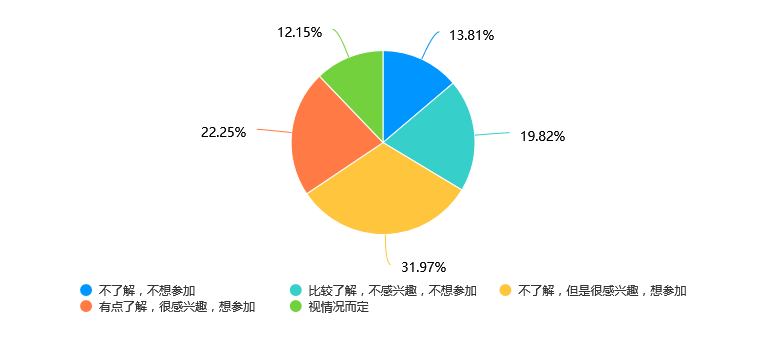 12.15%
13.81%
22.25%
19.82%
31.97%
不了解，不想参加
比较了解，不感兴趣，不想参加
不了解，但是很感兴趣，想参加
有点了解，很感兴趣，想参加
视情况而定